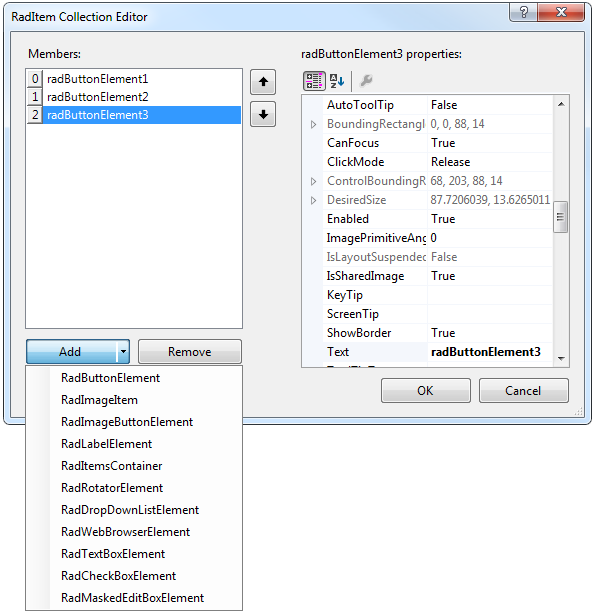 RadItem Collection Editor
?
Members:
0 radButtonElement1
1 radButtonElement2
2 radButtonElement3
Add
Remove
RadButtonElement
RadImageItem
RadImageButtonElement
RadLabelElement
RadItemsContainer
RadRotatorElement
RadDropDownListElement
RadWebBrowserElement
RadTextBoxElement
RadCheckBoxElement
RadMaskedEditBoxElement
radButtonElement3 properties:
AutoToolTip False
BoundingRectangl 0, 0, 88, 14
CanFocus True
ClickMode Release
ControlBoundingR 68, 203, 88, 14
DesiredSize 87.7206039, 13.6265011
Enabled True
ImagePrimitiveAng 0
IsLayoutSuspended False
IsSharedImage True
KeyTip
ScreenTip
ShowBorder True
Text radButtonElement3
OK
Cancel